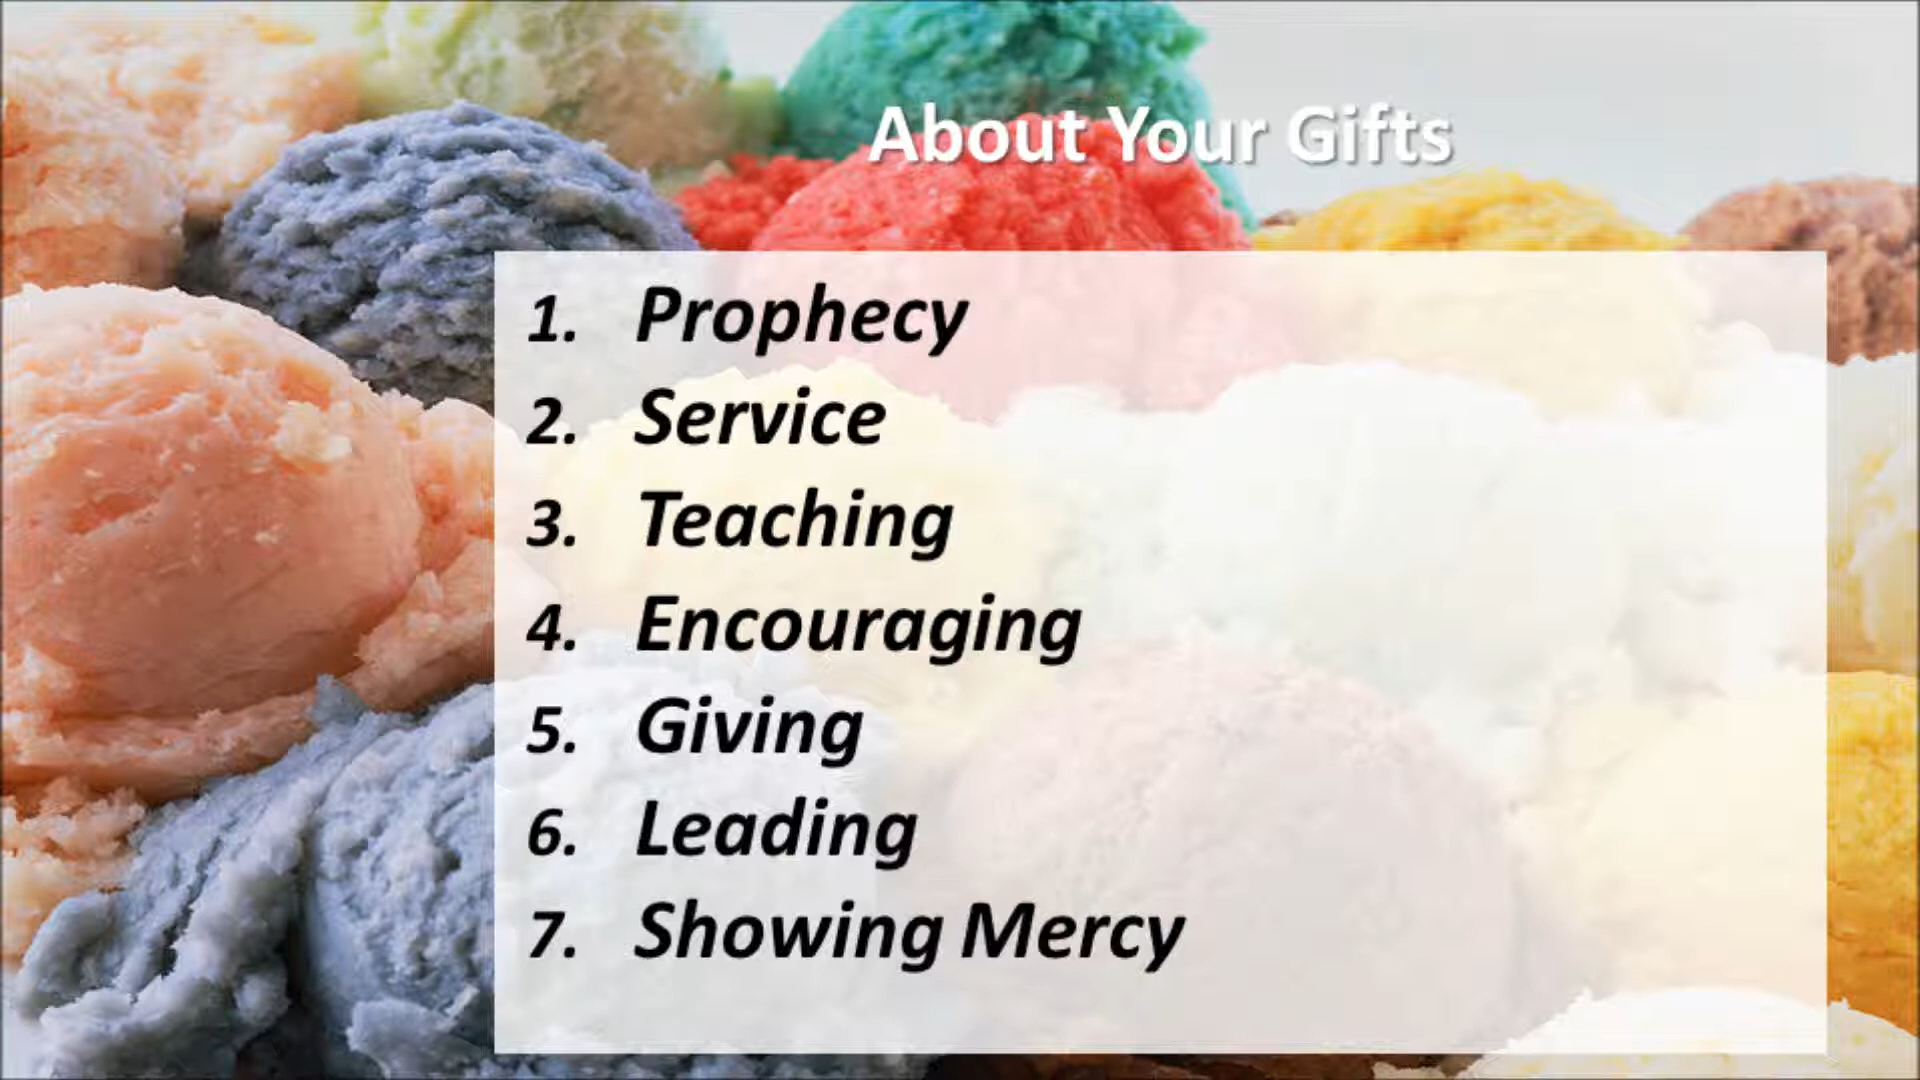 About Your Gifts
1. Prophecy
2. Service
3. Teaching
4. Encouraging
5. Giving
6. Leading
7. Showing Mercy